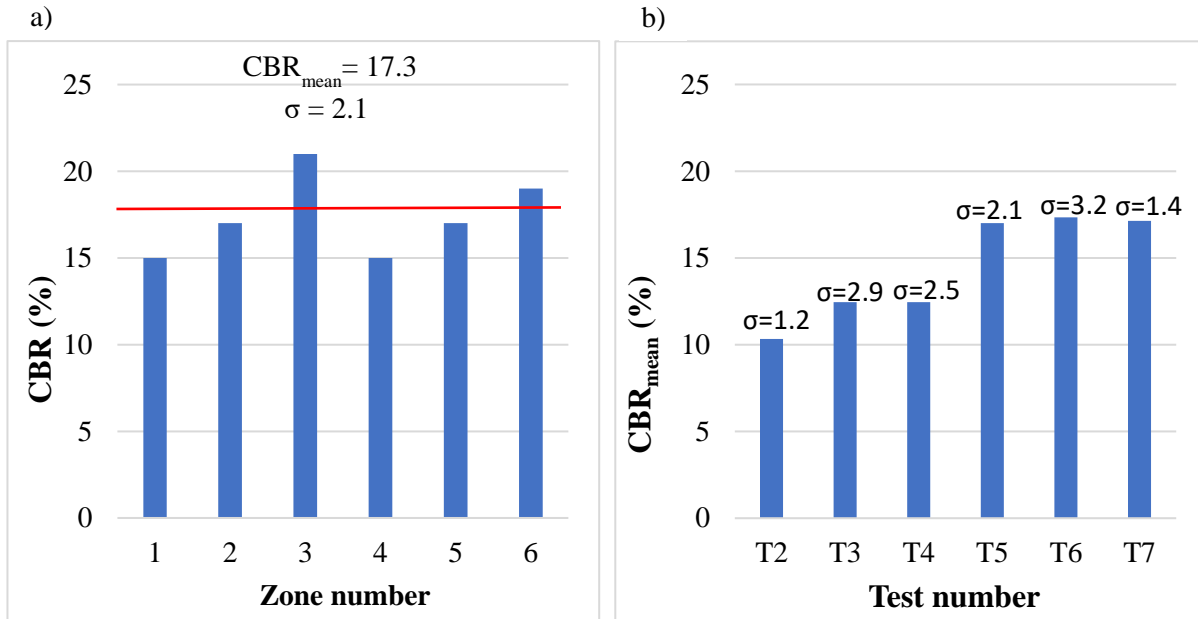 a)
CBRmean= 17.3
σ = 2.1
25
20
15
10
5
0
CBR (%)
1 2 3 4 5 6
Zone number
b)
25
20
15
10
5
0
CBRmean (%)
σ=1.2 σ=2.9 σ=2.5 σ=2.1 σ=3.2 σ=1.4
T2 T3 T4 T5 T6 T7
Test number